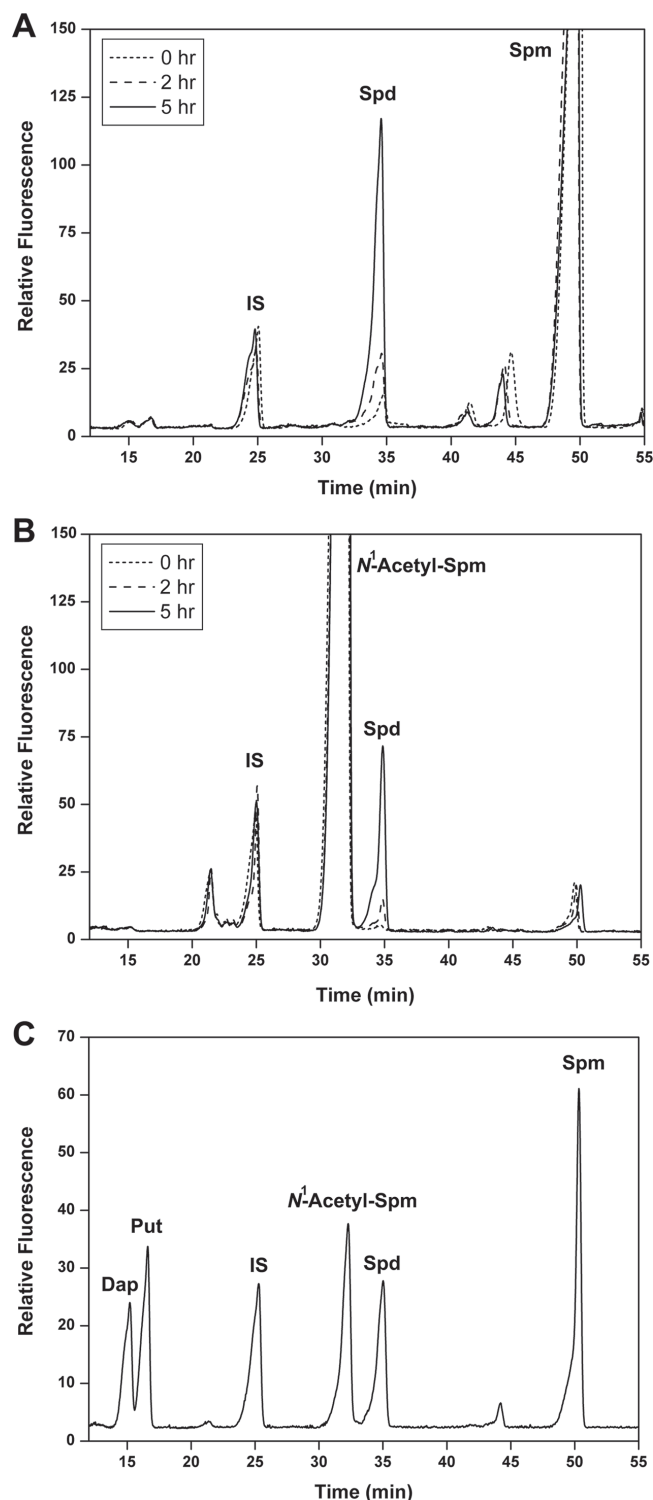 A
150
125
100
75
50
25
0
Relative Fluorescence
0 hr
2 hr
5 hr
IS
Spd
Spm
15 20 25 30 35 40 45 50 55
Time (min)
B
150
125
100
75
50
25
0
Relative Fluorescence
0 hr
2 hr
5 hr
IS
N1-Acetyl-Spm
Spd
15 20 25 30 35 40 45 50 55
Time (min)
C
70
60
50
40
30
20
10
0
Relative Fluorescence
Dap
Put
IS
N1-Acetyl-Spm
Spd
Spm
15 20 25 30 35 40 45 50 55
Time (min)